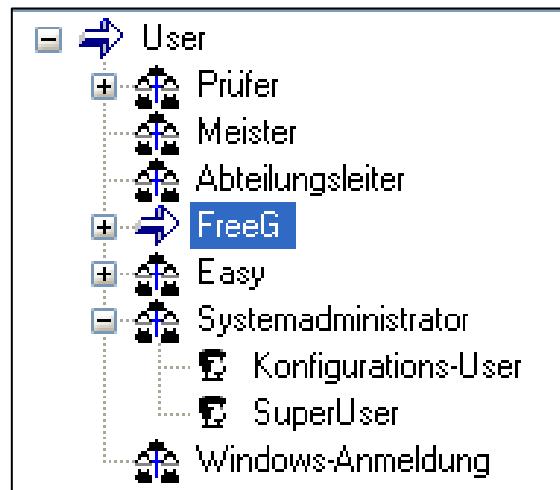 User
Prüfer
Meister
Abteilungsleiter
FreeG
Easy
Systemadministrator
Konfigurations-User
SuperUser
Windows-Anmeldung